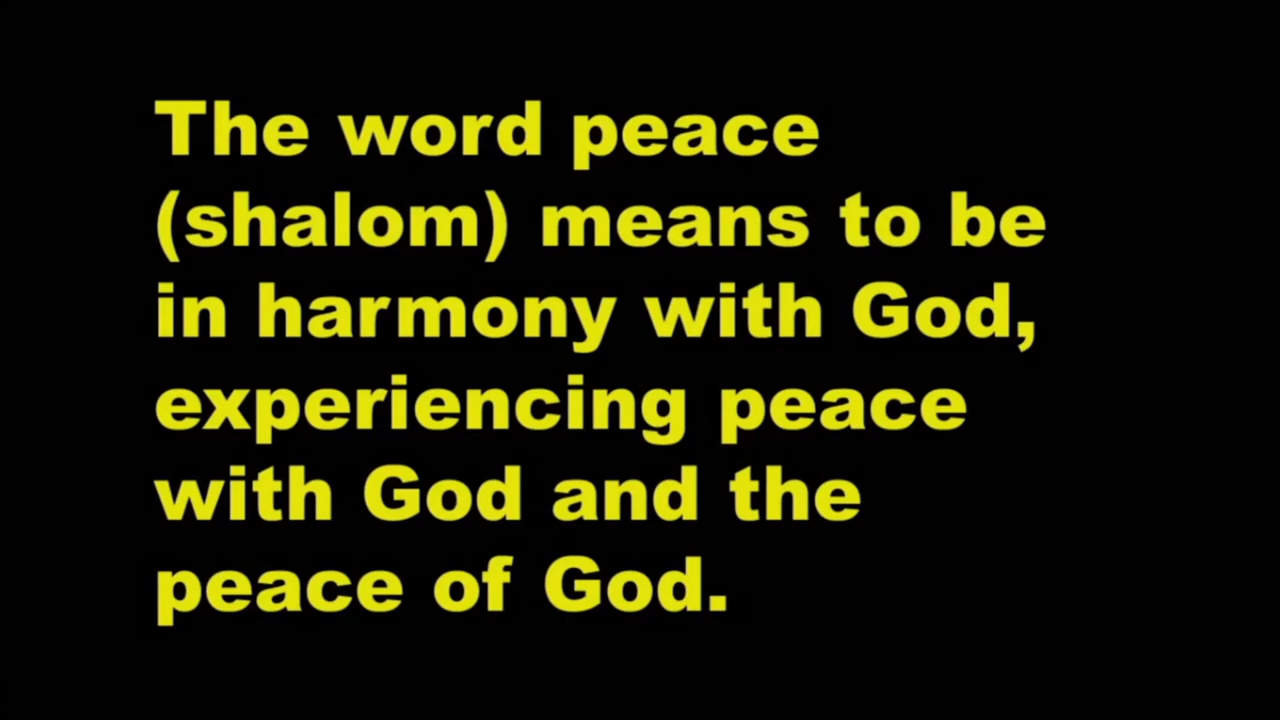 The word peace
(shalom) means to be
in harmony with God,
experiencing peace
with God and the
peace of God.